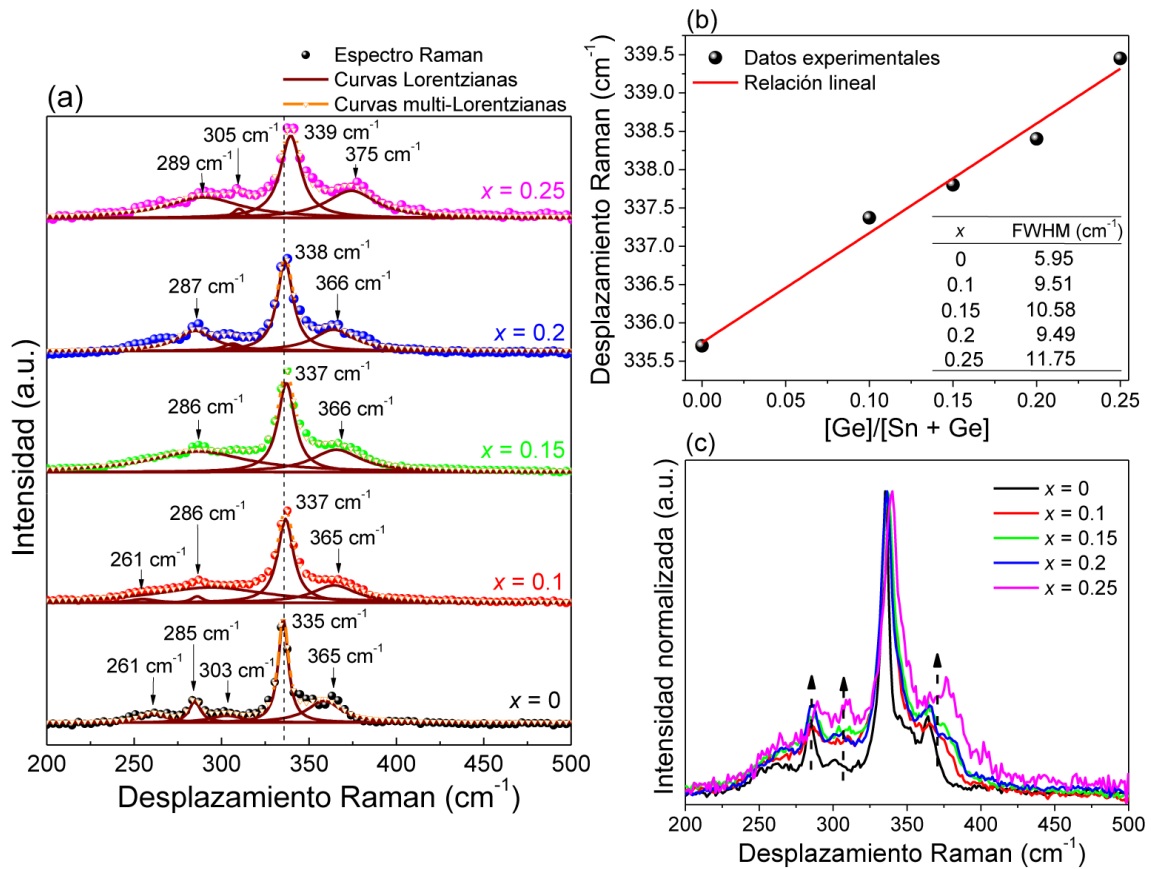 (a)
Espectro Raman
Curvas Lorentzianas
Curvas multi-Lorentzianas
289 cm⁻¹
305 cm⁻¹
339 cm⁻¹
375 cm⁻¹
x = 0.25
287 cm⁻¹
338 cm⁻¹
366 cm⁻¹
x = 0.2
286 cm⁻¹
337 cm⁻¹
366 cm⁻¹
x = 0.15
261 cm⁻¹
286 cm⁻¹
337 cm⁻¹
365 cm⁻¹
x = 0.1
261 cm⁻¹
285 cm⁻¹
303 cm⁻¹
335 cm⁻¹
365 cm⁻¹
x = 0
Intensidad (a.u.)
200 250 300 350 400 450 500
Desplazamiento Raman (cm⁻¹)
(b)
Datos experimentales
Relación lineal
Desplazamiento Raman (cm⁻¹)
339.5
339.0
338.5
338.0
337.5
337.0
336.5
336.0
335.5
x FWHM (cm⁻¹)
0 5.95
0.1 9.51
0.15 10.58
0.2 9.49
0.25 11.75
0.00 0.05 0.10 0.15 0.20 0.25
[Ge]/[Sn + Ge]
(c)
x = 0
x = 0.1
x = 0.15
x = 0.2
x = 0.25
Intensidad normalizada (a.u.)
200 250 300 350 400 450 500
Desplazamiento Raman (cm⁻¹)